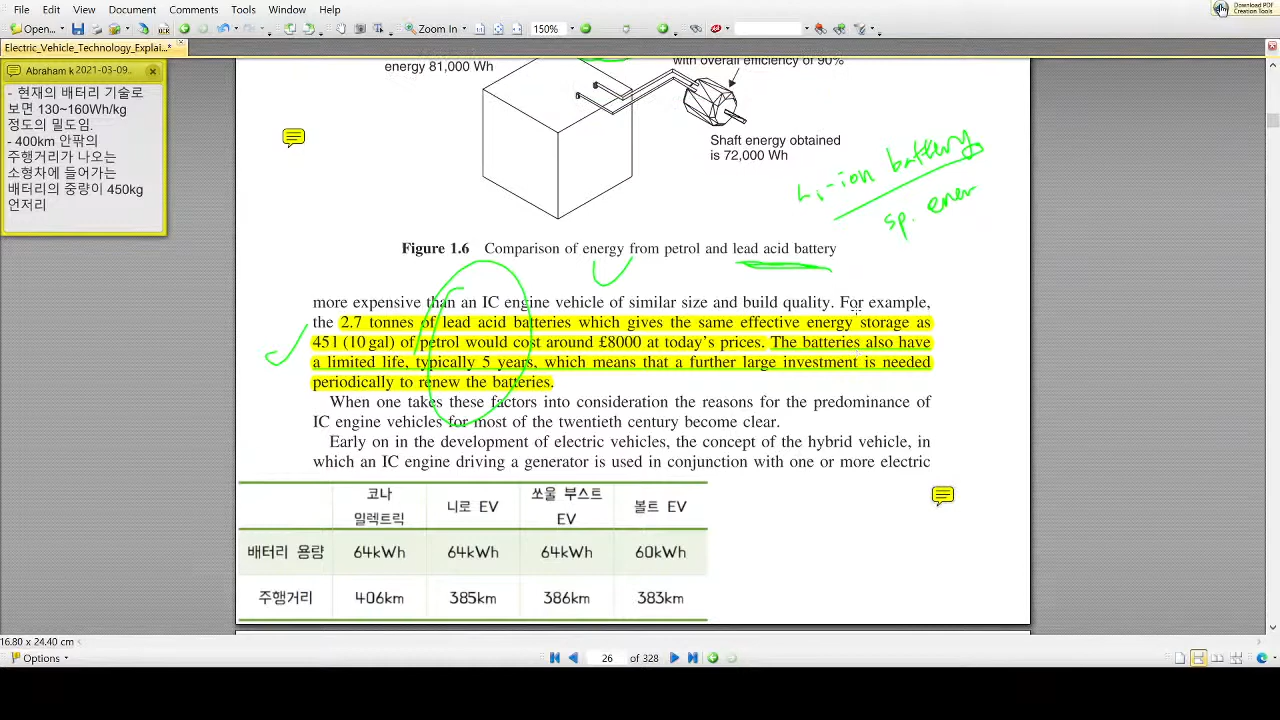 File Edit View Document Comments Tools Window Help
Download PDF
Creation Tools
Open...
Zoom In
150%
Electric_Vehicle_Technology_Explai...*
Abraham k 2021-03-09...
- 현재의 배터리 기술로
보면 130~160Wh/kg
정도의 밀도임.
- 400km 안팎의
주행거리가 나오는
소형차에 들어가는
배터리의 중량이 450kg
언저리
energy 81,000 Wh
with overall efficiency of 90%
Shaft energy obtained
is 72,000 Wh
Li-ion battery
sp. ener
Figure 1.6 Comparison of energy from petrol and lead acid battery
more expensive than an IC engine vehicle of similar size and build quality. For example,
the 2.7 tonnes of lead acid batteries which gives the same effective energy storage as
45 l (10 gal) of petrol would cost around £8000 at today's prices. The batteries also have
a limited life, typically 5 years, which means that a further large investment is needed
periodically to renew the batteries.
When one takes these factors into consideration the reasons for the predominance of
IC engine vehicles for most of the twentieth century become clear.
Early on in the development of electric vehicles, the concept of the hybrid vehicle, in
which an IC engine driving a generator is used in conjunction with one or more electric
코나 일렉트릭 니로 EV 쏘울 부스트 EV 볼트 EV
배터리 용량 64kWh 64kWh 64kWh 60kWh
주행거리 406km 385km 386km 383km
16.80 x 24.40 cm
Options
26 of 328